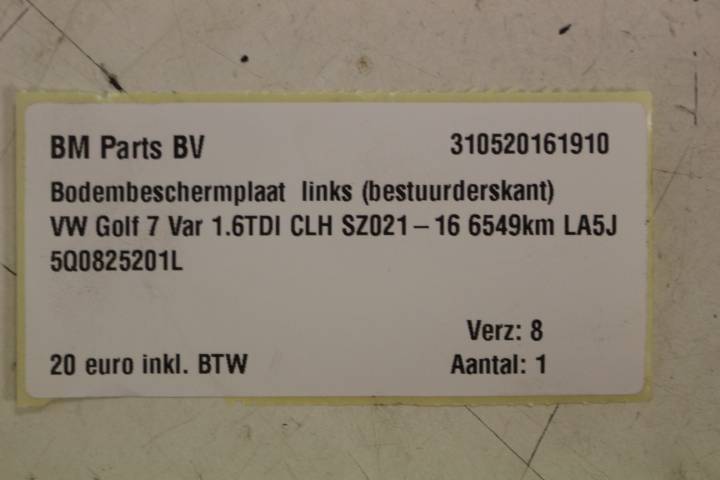 BM Parts BV 310520161910
Bodembeschermplaat links (bestuurderskant)
VW Golf 7 Var 1.6TDI CLH SZ021-16 6549km LA5J
5Q0825201L
Verz: 8
20 euro inkl. BTW Aantal: 1